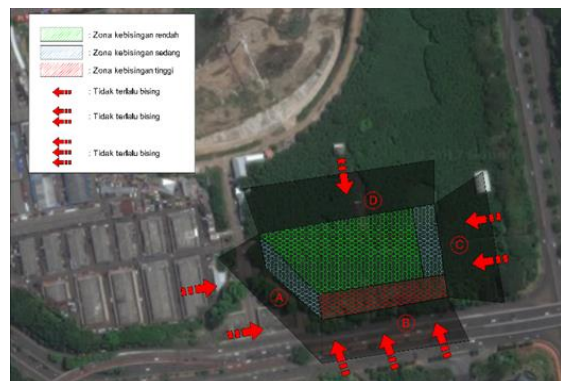 : Zona kebisingan rendah
: Zona kebisingan sedang
: Zona kebisingan tinggi
: Tidak terlalu bising
: Tidak terlalu bising
: Tidak terlalu bising
D
C
A
B